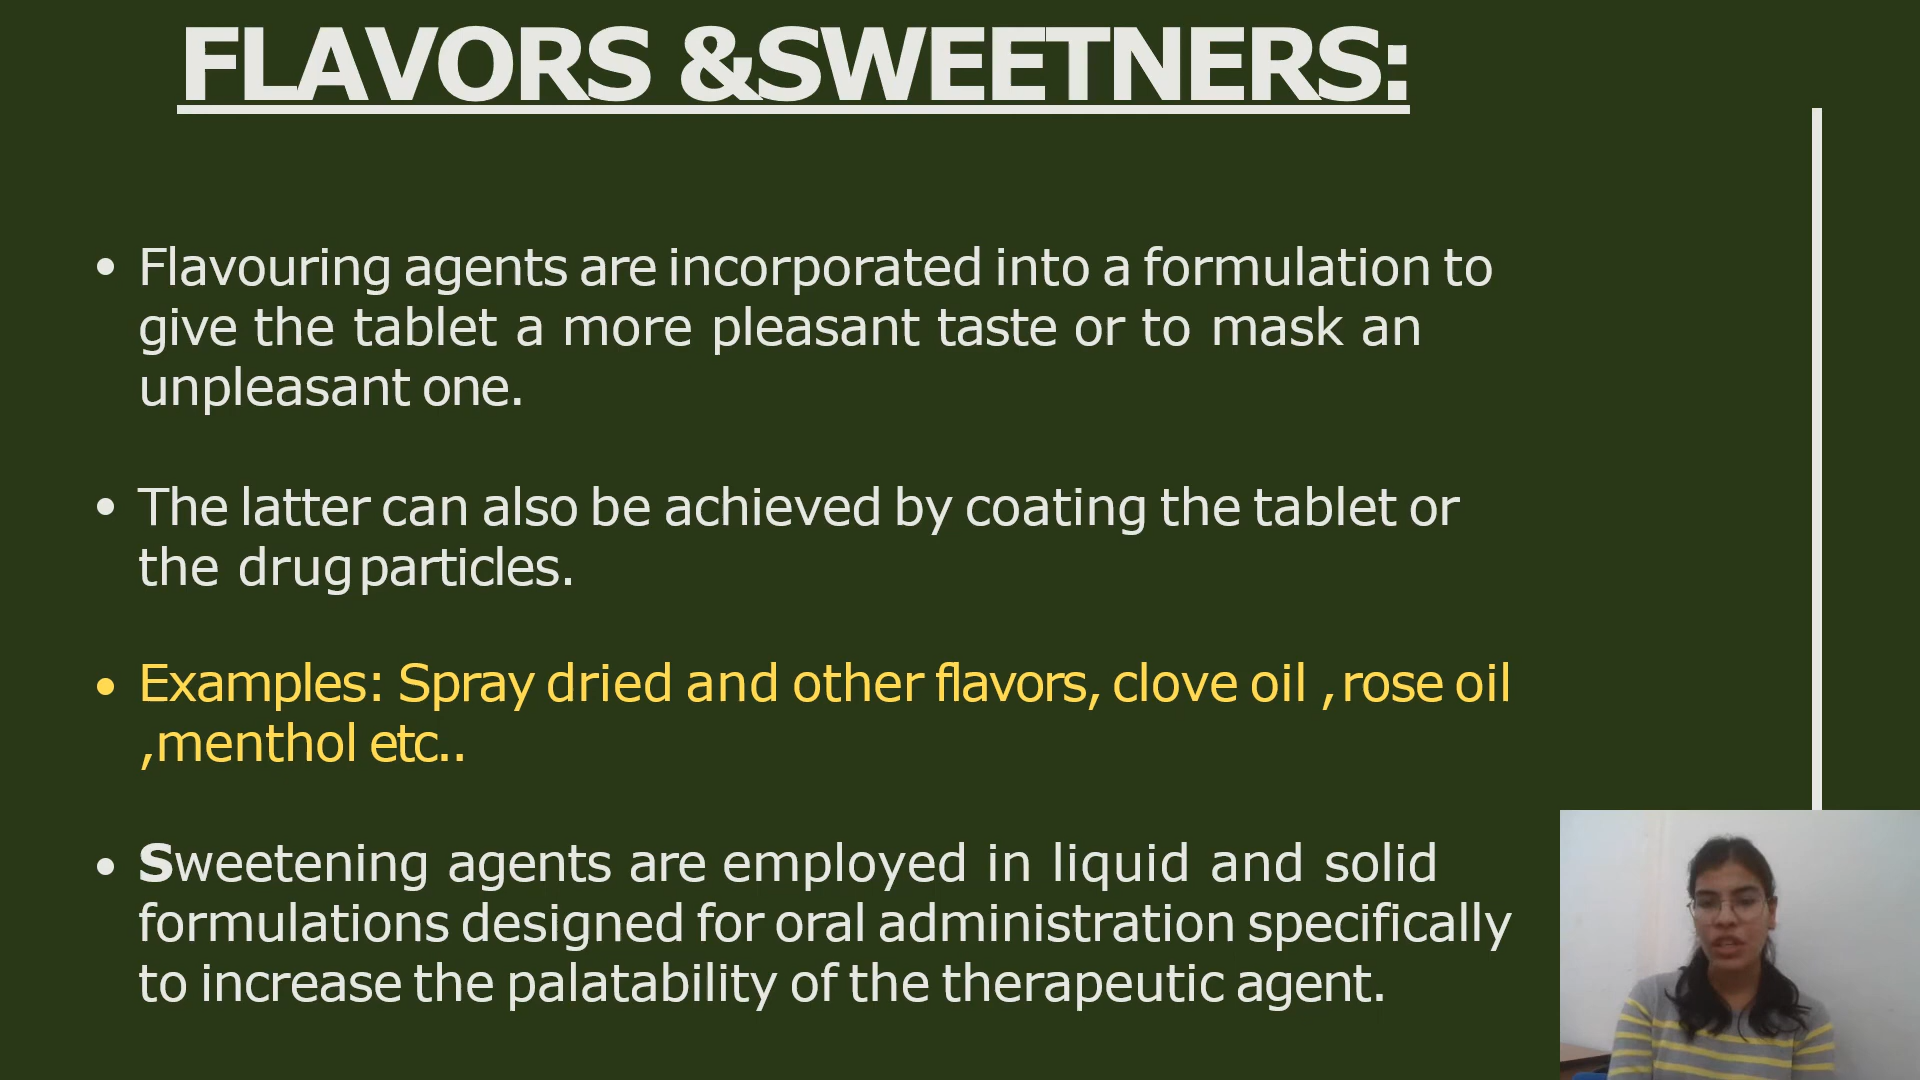 FLAVORS &SWEETNERS:
• Flavouring agents are incorporated into a formulation to
give the tablet a more pleasant taste or to mask an
unpleasant one.
• The latter can also be achieved by coating the tablet or
the drug particles.
• Examples: Spray dried and other flavors, clove oil , rose oil
,menthol etc..
• Sweetening agents are employed in liquid and solid
formulations designed for oral administration specifically
to increase the palatability of the therapeutic agent.